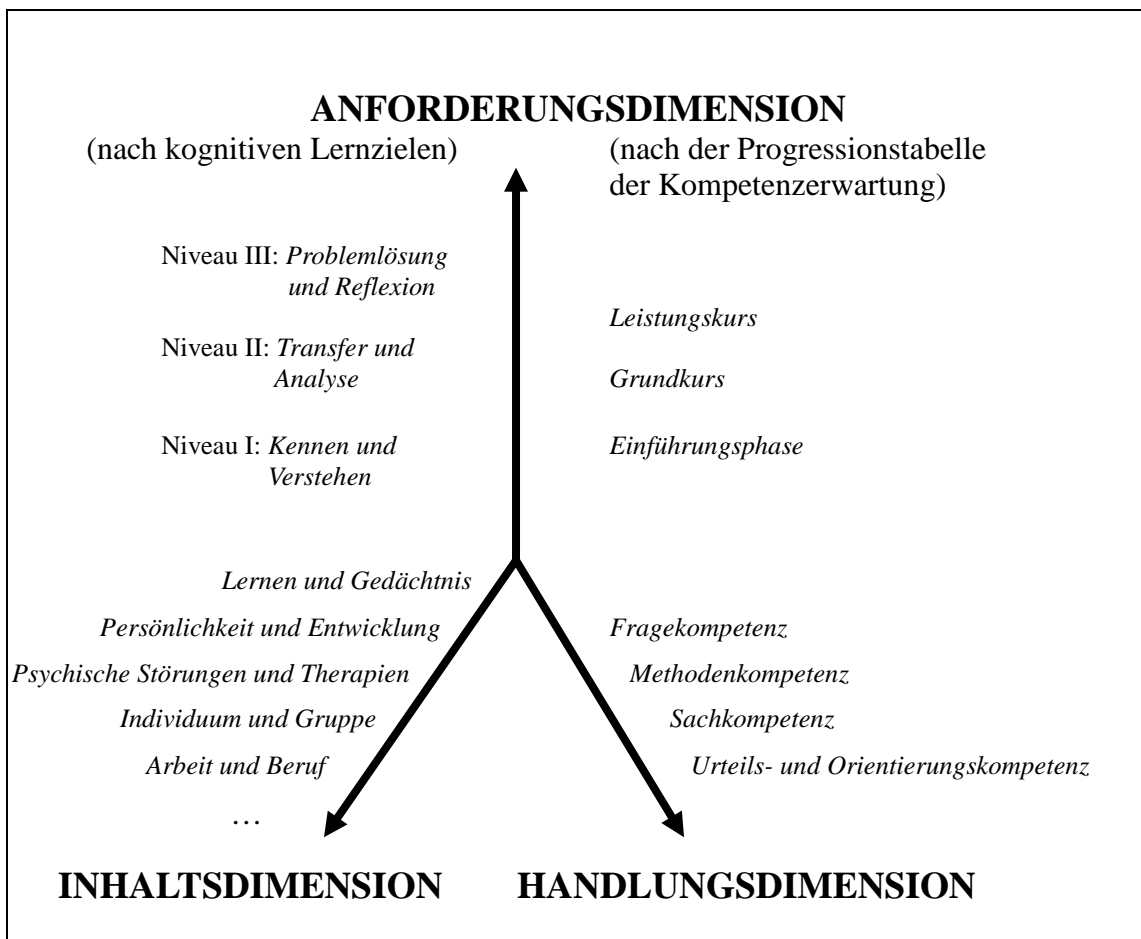 ANFORDERUNGSDIMENSION
(nach kognitiven Lernzielen)
(nach der Progressionstabelle
der Kompetenzerwartung)
Niveau III: Problemlösung
und Reflexion
Niveau II: Transfer und
Analyse
Niveau I: Kennen und
Verstehen
Leistungskurs
Grundkurs
Einführungsphase
Lernen und Gedächtnis
Persönlichkeit und Entwicklung
Psychische Störungen und Therapien
Individuum und Gruppe
Arbeit und Beruf
…
Fragekompetenz
Methodenkompetenz
Sachkompetenz
Urteils- und Orientierungskompetenz
INHALTSDIMENSION
HANDLUNGSDIMENSION